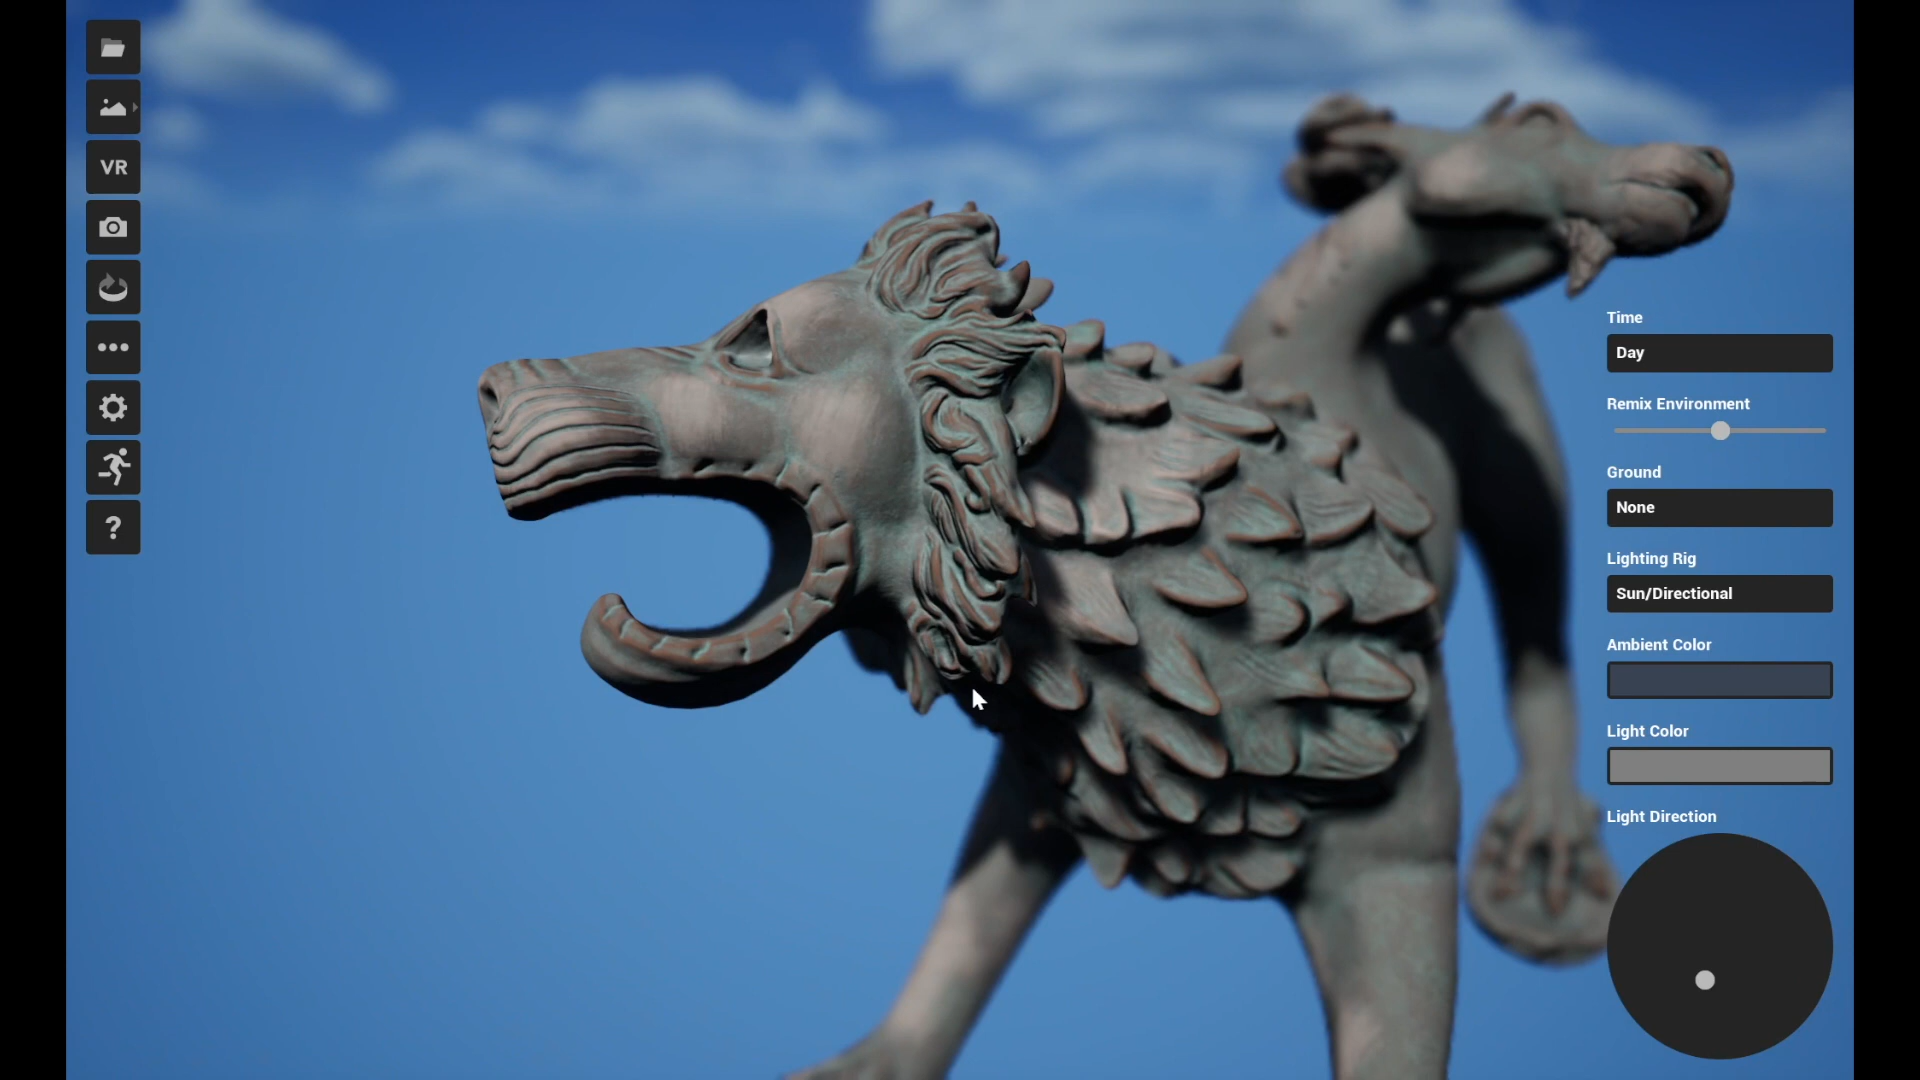 VR
?
Time
Day
Remix Environment
Ground
None
Lighting Rig
Sun/Directional
Ambient Color
Light Color
Light Direction